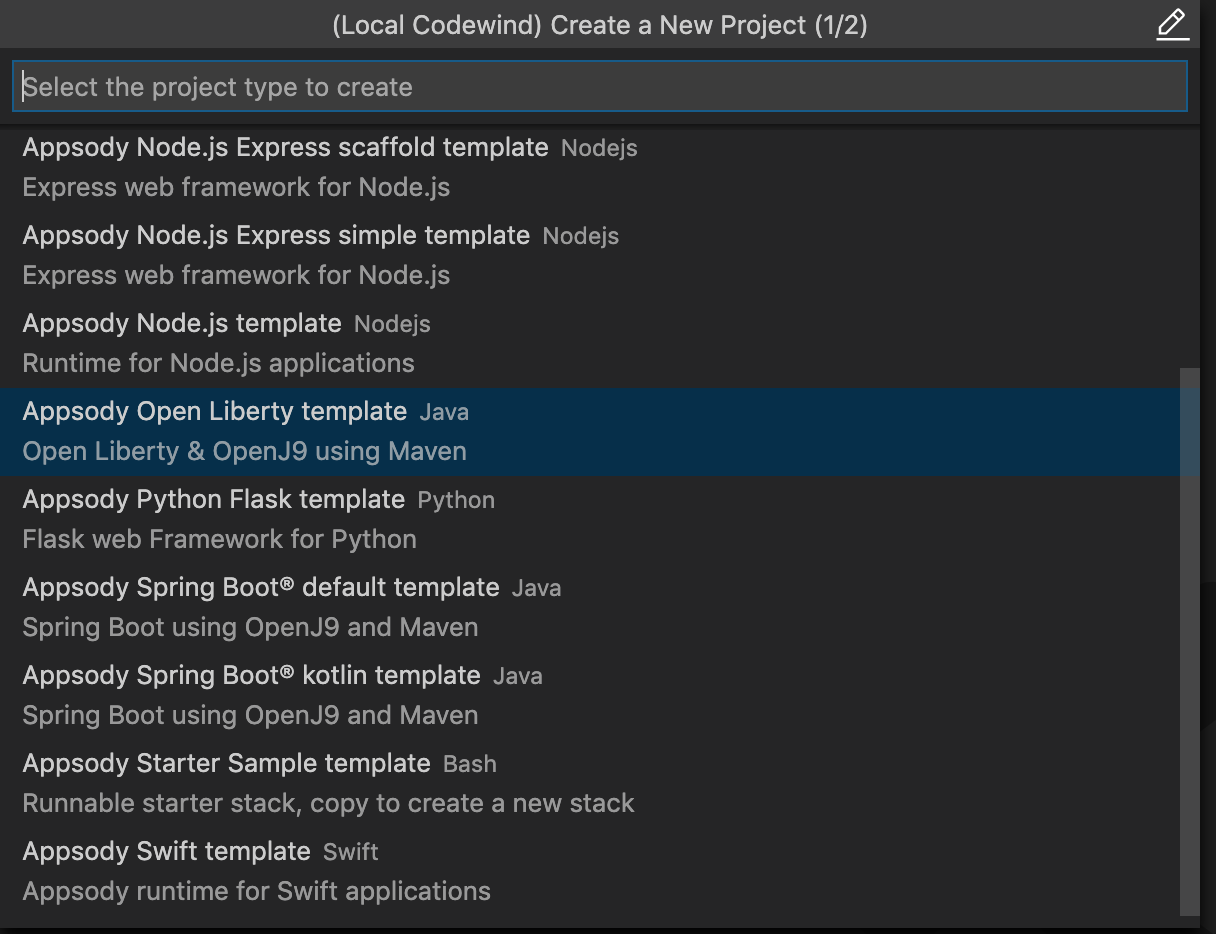 (Local Codewind) Create a New Project (1/2)
Select the project type to create
Appsody Node.js Express scaffold template Nodejs
Express web framework for Node.js
Appsody Node.js Express simple template Nodejs
Express web framework for Node.js
Appsody Node.js template Nodejs
Runtime for Node.js applications
Appsody Open Liberty template Java
Open Liberty & OpenJ9 using Maven
Appsody Python Flask template Python
Flask web Framework for Python
Appsody Spring Boot® default template Java
Spring Boot using OpenJ9 and Maven
Appsody Spring Boot® kotlin template Java
Spring Boot using OpenJ9 and Maven
Appsody Starter Sample template Bash
Runnable starter stack, copy to create a new stack
Appsody Swift template Swift
Appsody runtime for Swift applications